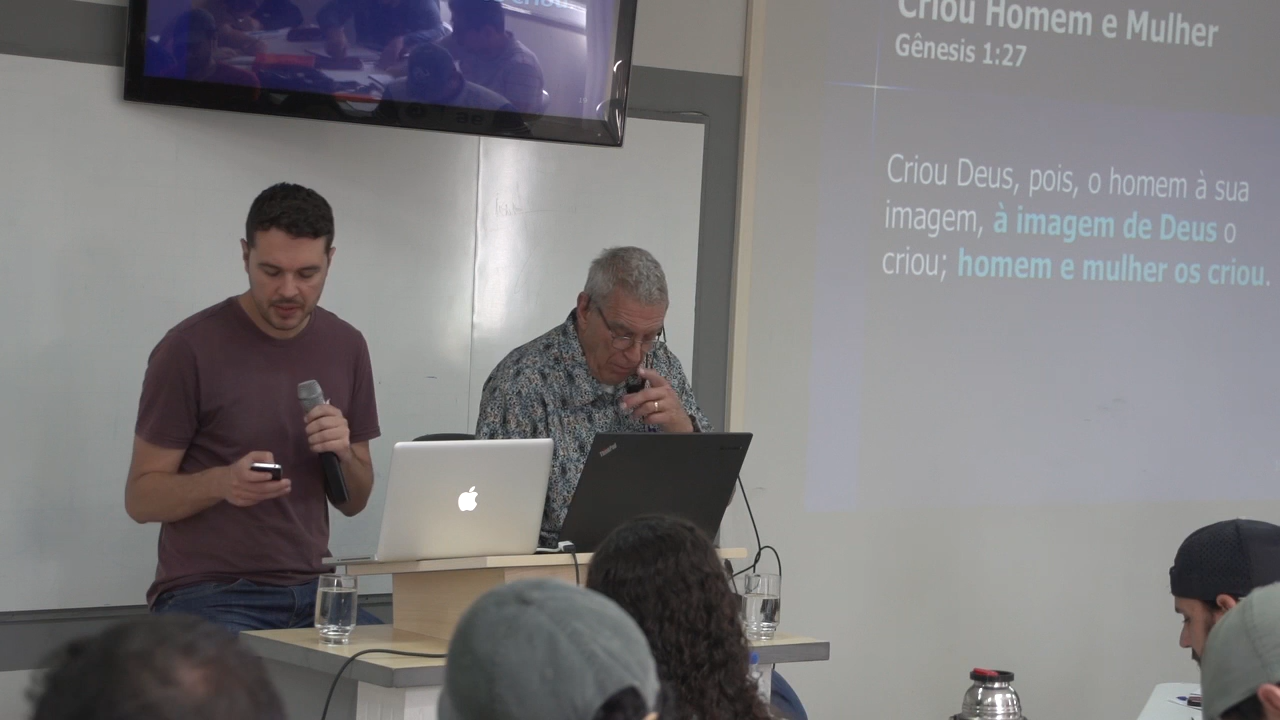 Criou Homem e Mulher
Gênesis 1:27
Criou Deus, pois, o homem à sua
imagem, à imagem de Deus o
criou; homem e mulher os criou.
ThinkPad